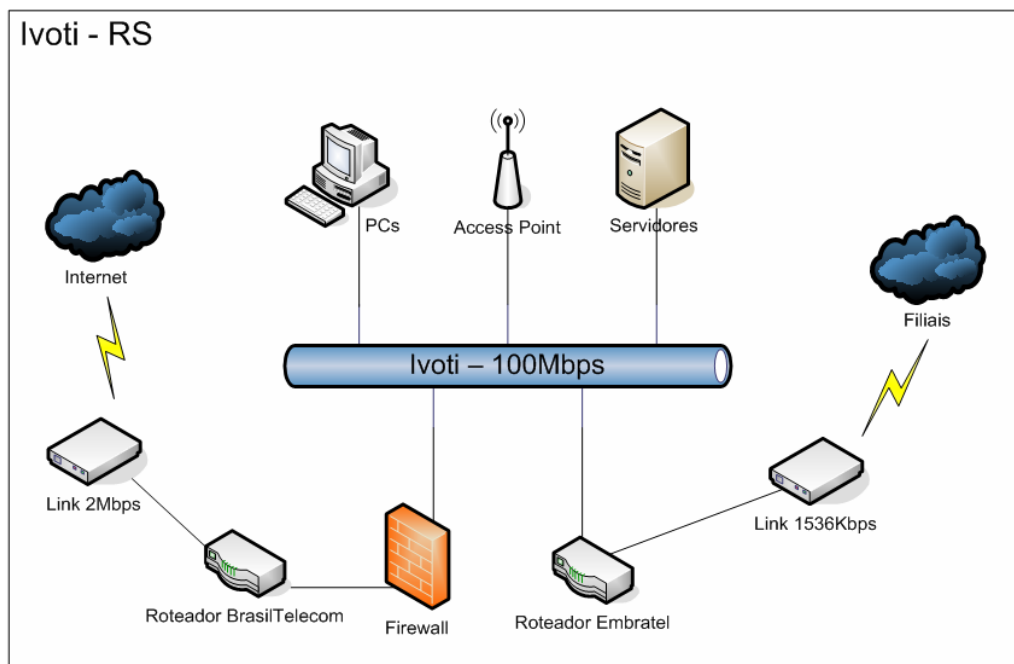 Ivoti - RS
PCs
Access Point
Servidores
Internet
Filiais
Ivoti – 100Mbps
Link 2Mbps
Link 1536Kbps
Roteador BrasilTelecom
Firewall
Roteador Embratel